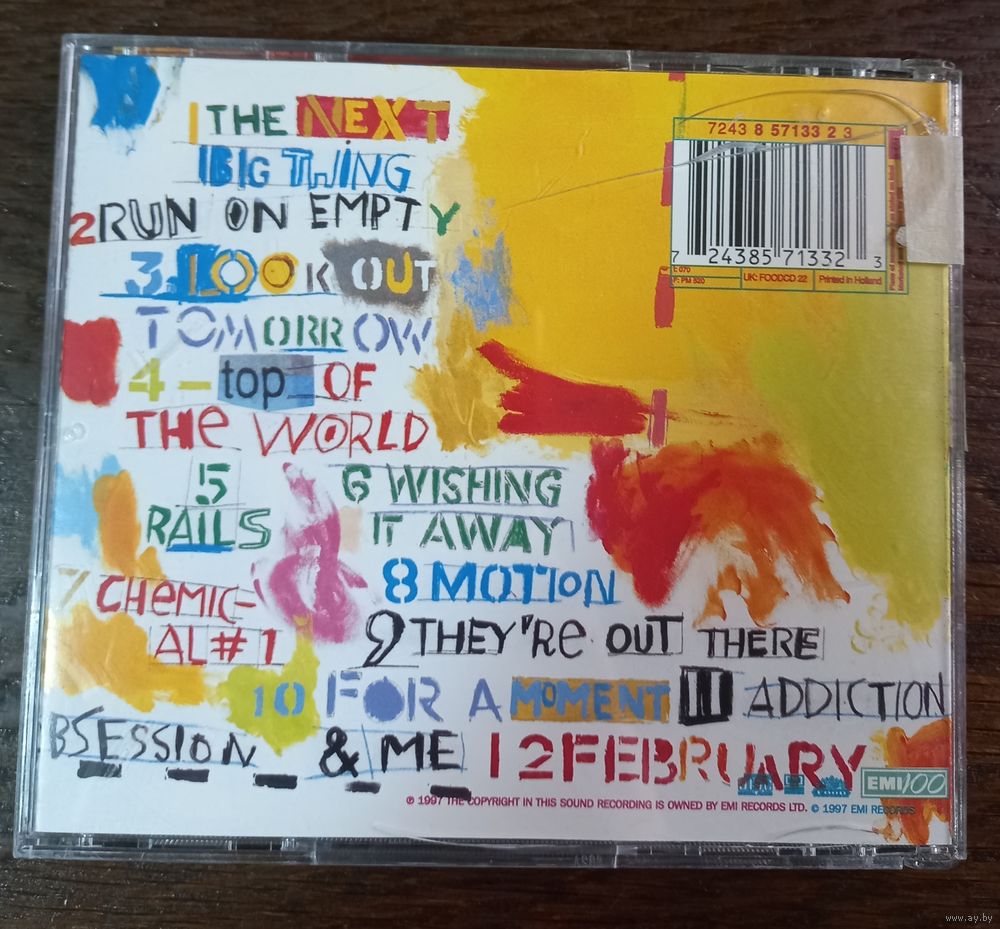 1 THE NEXT
BIG THING
2 RUN ON EMPTY
3. LOOK OUT
TOMORROW
4 - top OF
THE WORLD
5
RAILS
6 WISHING
IT AWAY
7 CHEMIC-
AL #1
8 MOTION
9 THEY'RE OUT THERE
10 FOR A MOMENT 11 ADDICTION
BSESSION & ME 12 FEBRUARY
EMI 100
℗ 1997 THE COPYRIGHT IN THIS SOUND RECORDING IS OWNED BY EMI RECORDS LTD. © 1997 EMI RECORDS
7243 8 57133 2 3
7 24385 71332 3
UK: FOODCD 22
Printed in Holland
www.ay.by